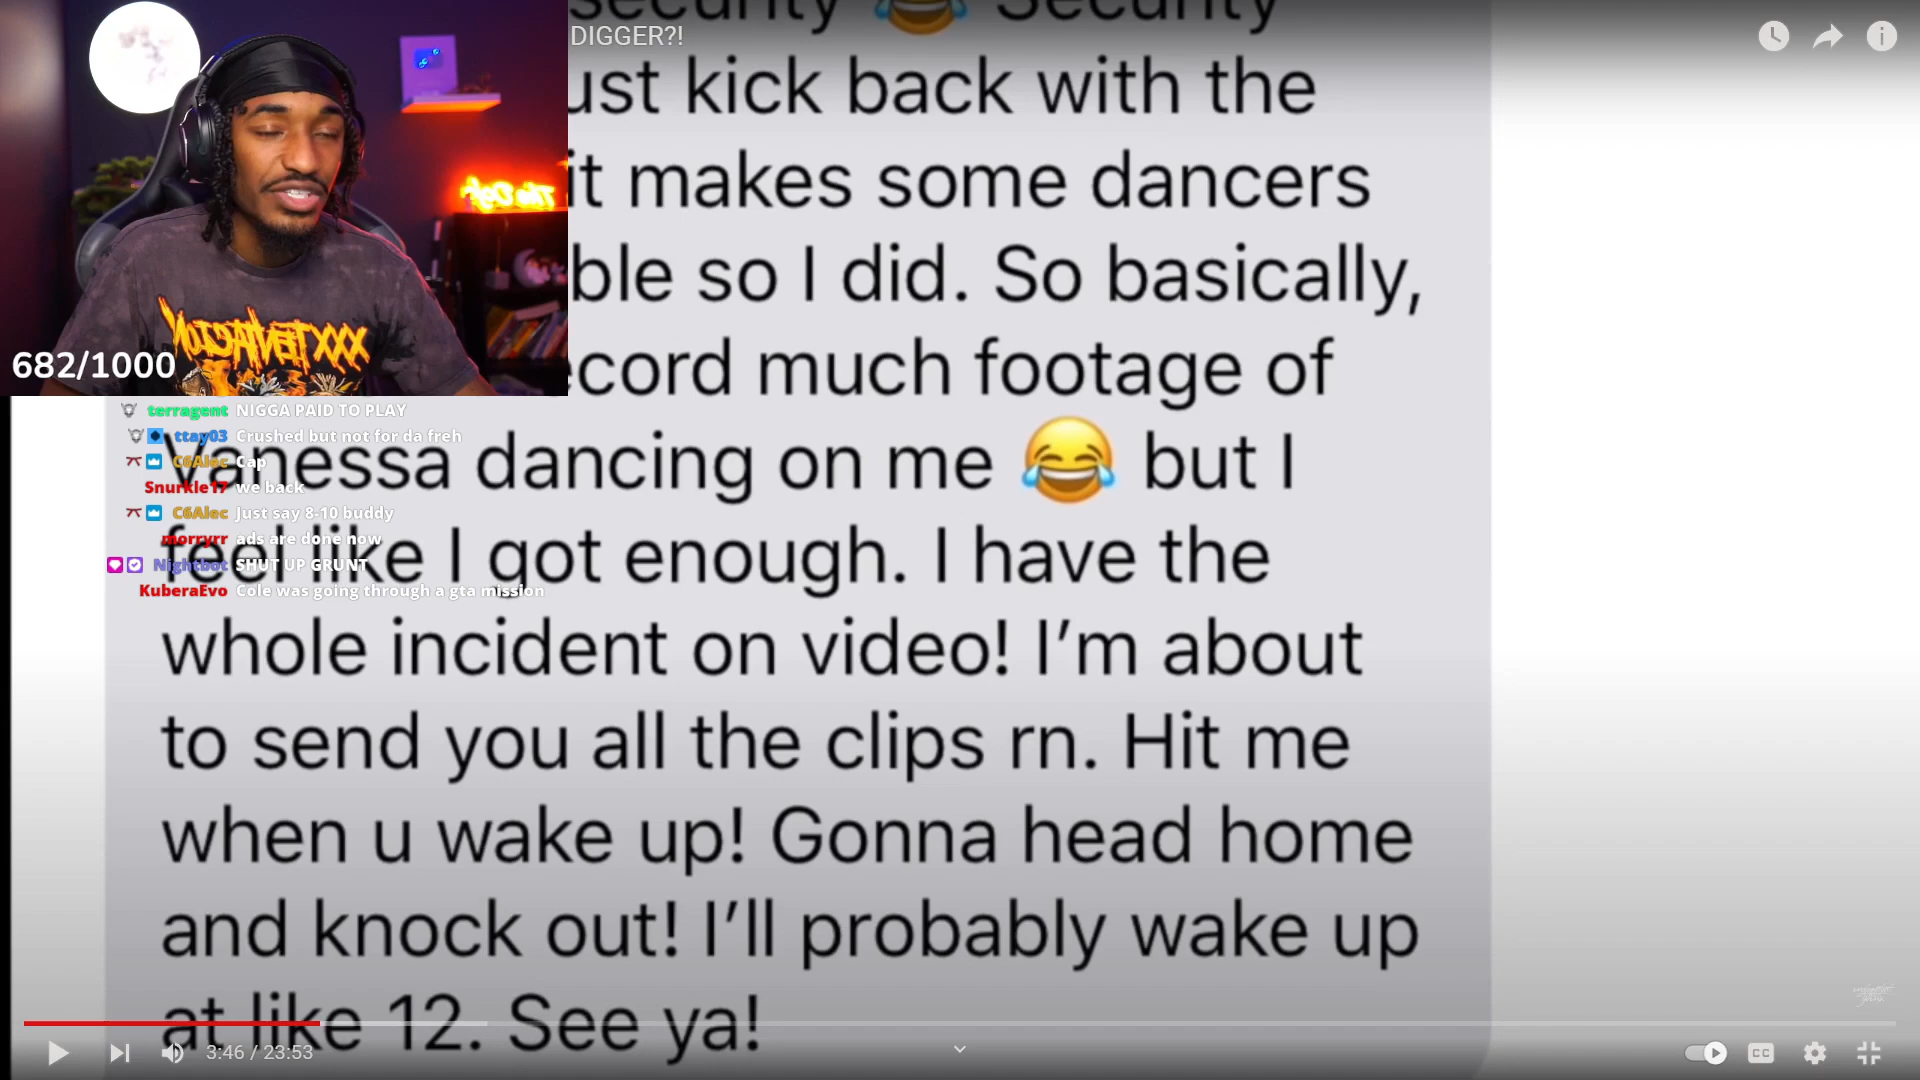 DIGGER?!
security 😂 Security
ust kick back with the
it makes some dancers
ble so I did. So basically,
cord much footage of
Vanessa dancing on me 😂 but I
feel like I got enough. I have the
whole incident on video! I’m about
to send you all the clips rn. Hit me
when u wake up! Gonna head home
and knock out! I’ll probably wake up
at like 12. See ya!
XXXTENTACION
682/1000
terragent NIGGA PAID TO PLAY
ttay03 Crushed but not for da freh
C6Alec Cap
Snurkle17 we back
C6Alec Just say 8-10 buddy
morryrr ads are done now
Nightbot SHUT UP GRUNT
KuberaEvo Cole was going through a gta mission
3:46 / 23:53
CC